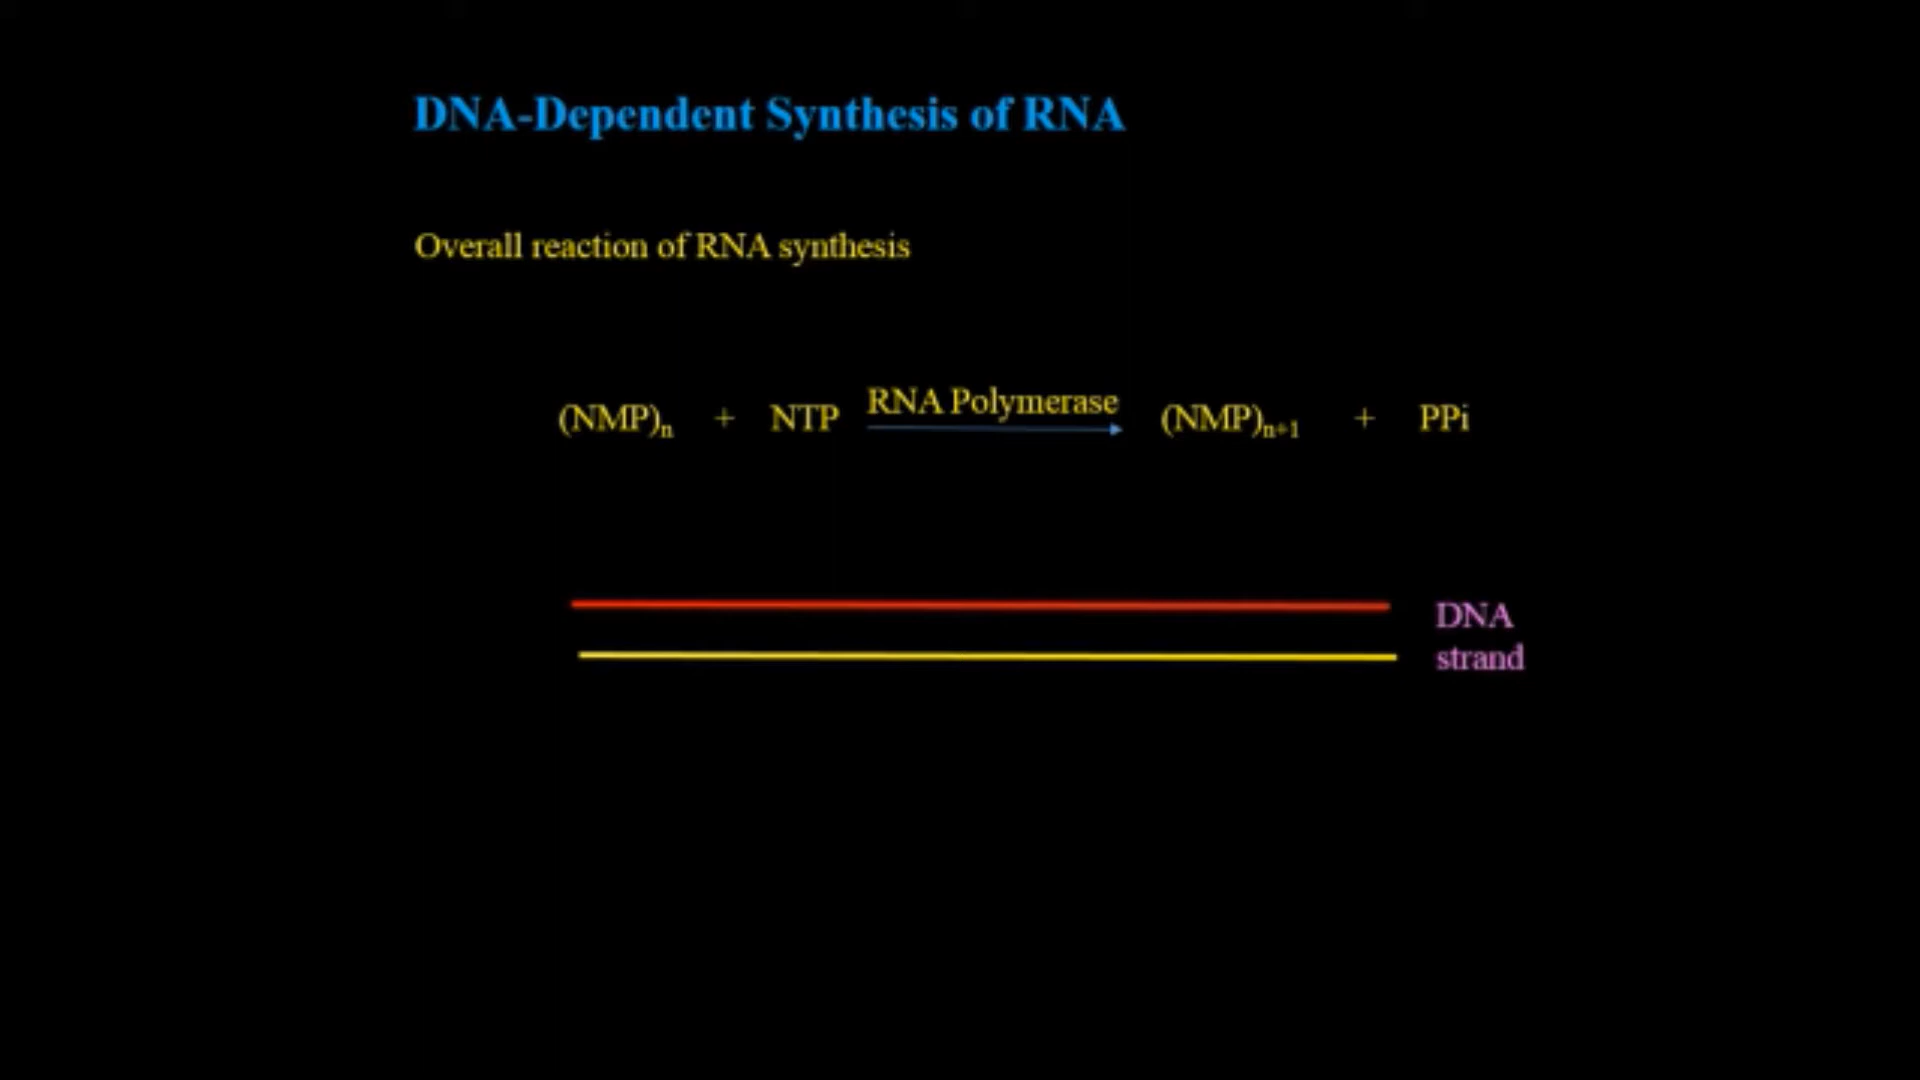 DNA-Dependent Synthesis of RNA
Overall reaction of RNA synthesis
(NMP)n + NTP RNA Polymerase (NMP)n+1 + PPi
DNA
strand